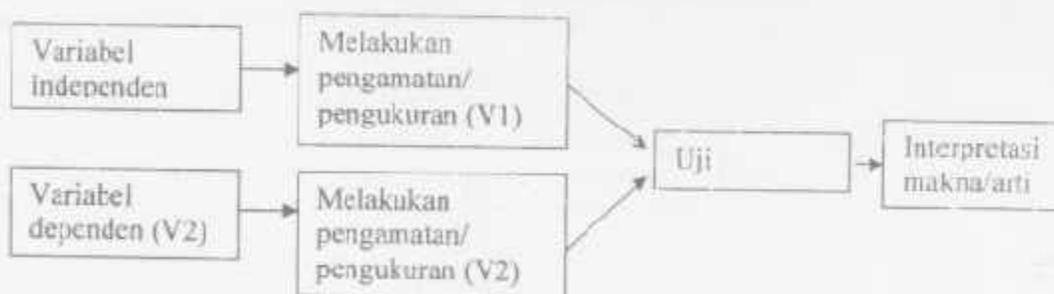 Variabel
independen
Melakukan
pengamatan/
pengukuran (V1)
Variabel
dependen (V2)
Melakukan
pengamatan/
pengukuran (V2)
Uji
Interpretasi
makna/arti